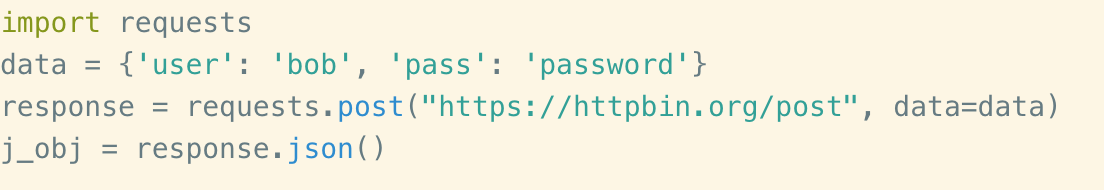 import requests
data = {'user': 'bob', 'pass': 'password'}
response = requests.post("https://httpbin.org/post", data=data)
j_obj = response.json()